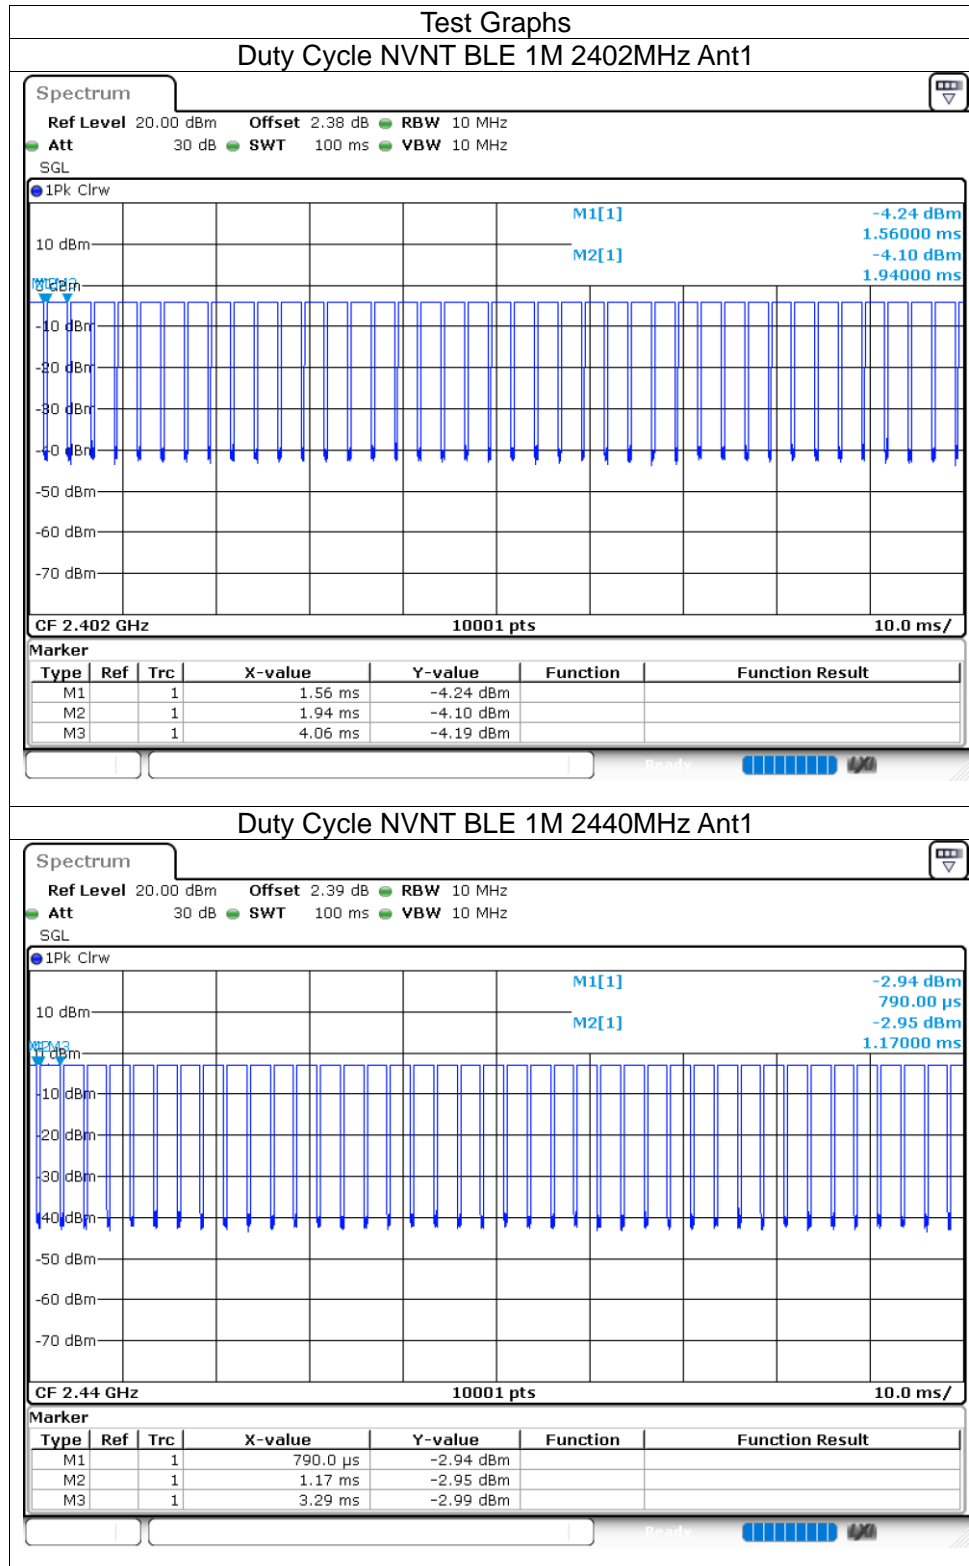 Test Graphs
Duty Cycle NVNT BLE 1M 2402MHz Ant1
Spectrum
Ref Level 20.00 dBm Offset 2.38 dB RBW 10 MHz
Att 30 dB SWT 100 ms VBW 10 MHz
SGL
1Pk Clrw
M1[1] -4.24 dBm
1.56000 ms
10 dBm
M2[1] -4.10 dBm
1.94000 ms
0 dBm
-10 dBm
-20 dBm
-30 dBm
-40 dBm
-50 dBm
-60 dBm
-70 dBm
CF 2.402 GHz 10001 pts 10.0 ms/
Marker
Type Ref Trc X-value Y-value Function Function Result
M1 1 1.56 ms -4.24 dBm
M2 1 1.94 ms -4.10 dBm
M3 1 4.06 ms -4.19 dBm
Ready LXI
Duty Cycle NVNT BLE 1M 2440MHz Ant1
Spectrum
Ref Level 20.00 dBm Offset 2.39 dB RBW 10 MHz
Att 30 dB SWT 100 ms VBW 10 MHz
SGL
1Pk Clrw
M1[1] -2.94 dBm
790.00 µs
10 dBm
M2[1] -2.95 dBm
1.17000 ms
M3
0 dBm
-10 dBm
-20 dBm
-30 dBm
-40 dBm
-50 dBm
-60 dBm
-70 dBm
CF 2.44 GHz 10001 pts 10.0 ms/
Marker
Type Ref Trc X-value Y-value Function Function Result
M1 1 790.0 µs -2.94 dBm
M2 1 1.17 ms -2.95 dBm
M3 1 3.29 ms -2.99 dBm
Ready LXI